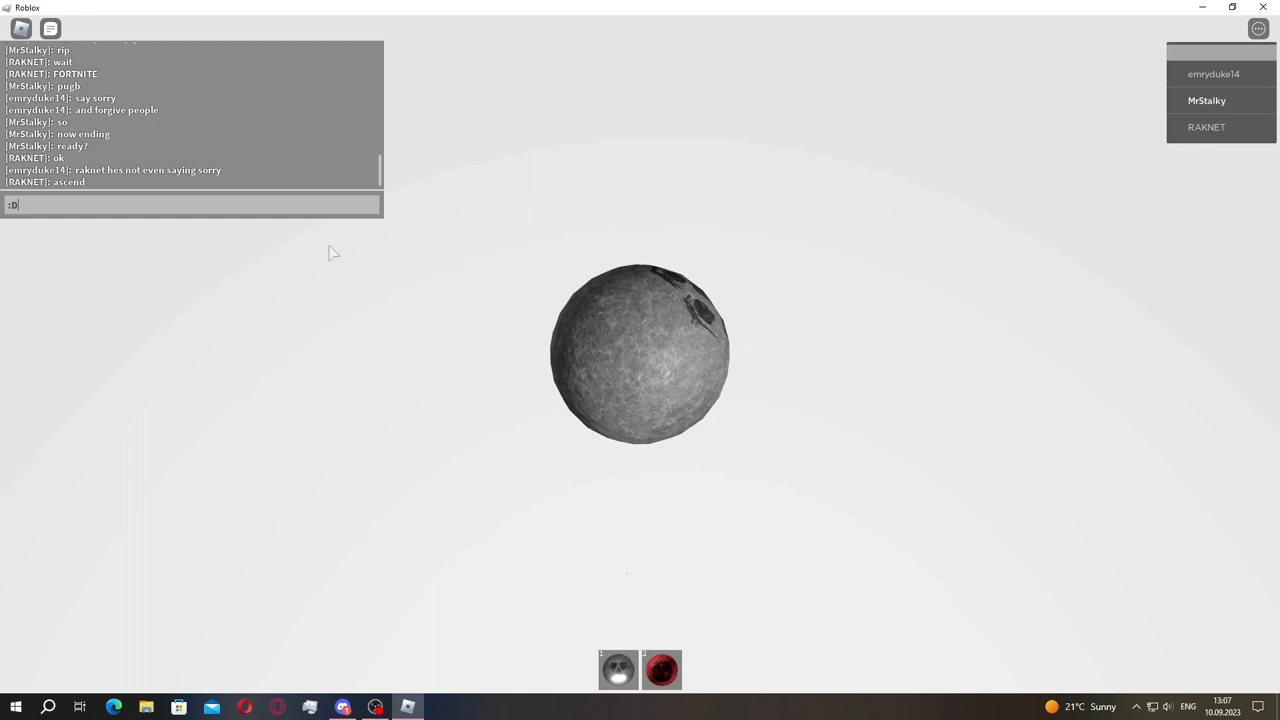 Roblox
[MrStalky]: rip
[RAKNET]: wait
[RAKNET]: FORTNITE
[MrStalky]: pugb
[emryduke14]: say sorry
[emryduke14]: and forgive people
[MrStalky]: so
[MrStalky]: now ending
[MrStalky]: ready?
[RAKNET]: ok
[emryduke14]: raknet hes not even saying sorry
[RAKNET]: ascend
:D
emryduke14
MrStalky
RAKNET
1
2
21°C Sunny
ENG
13:07
10.09.2023